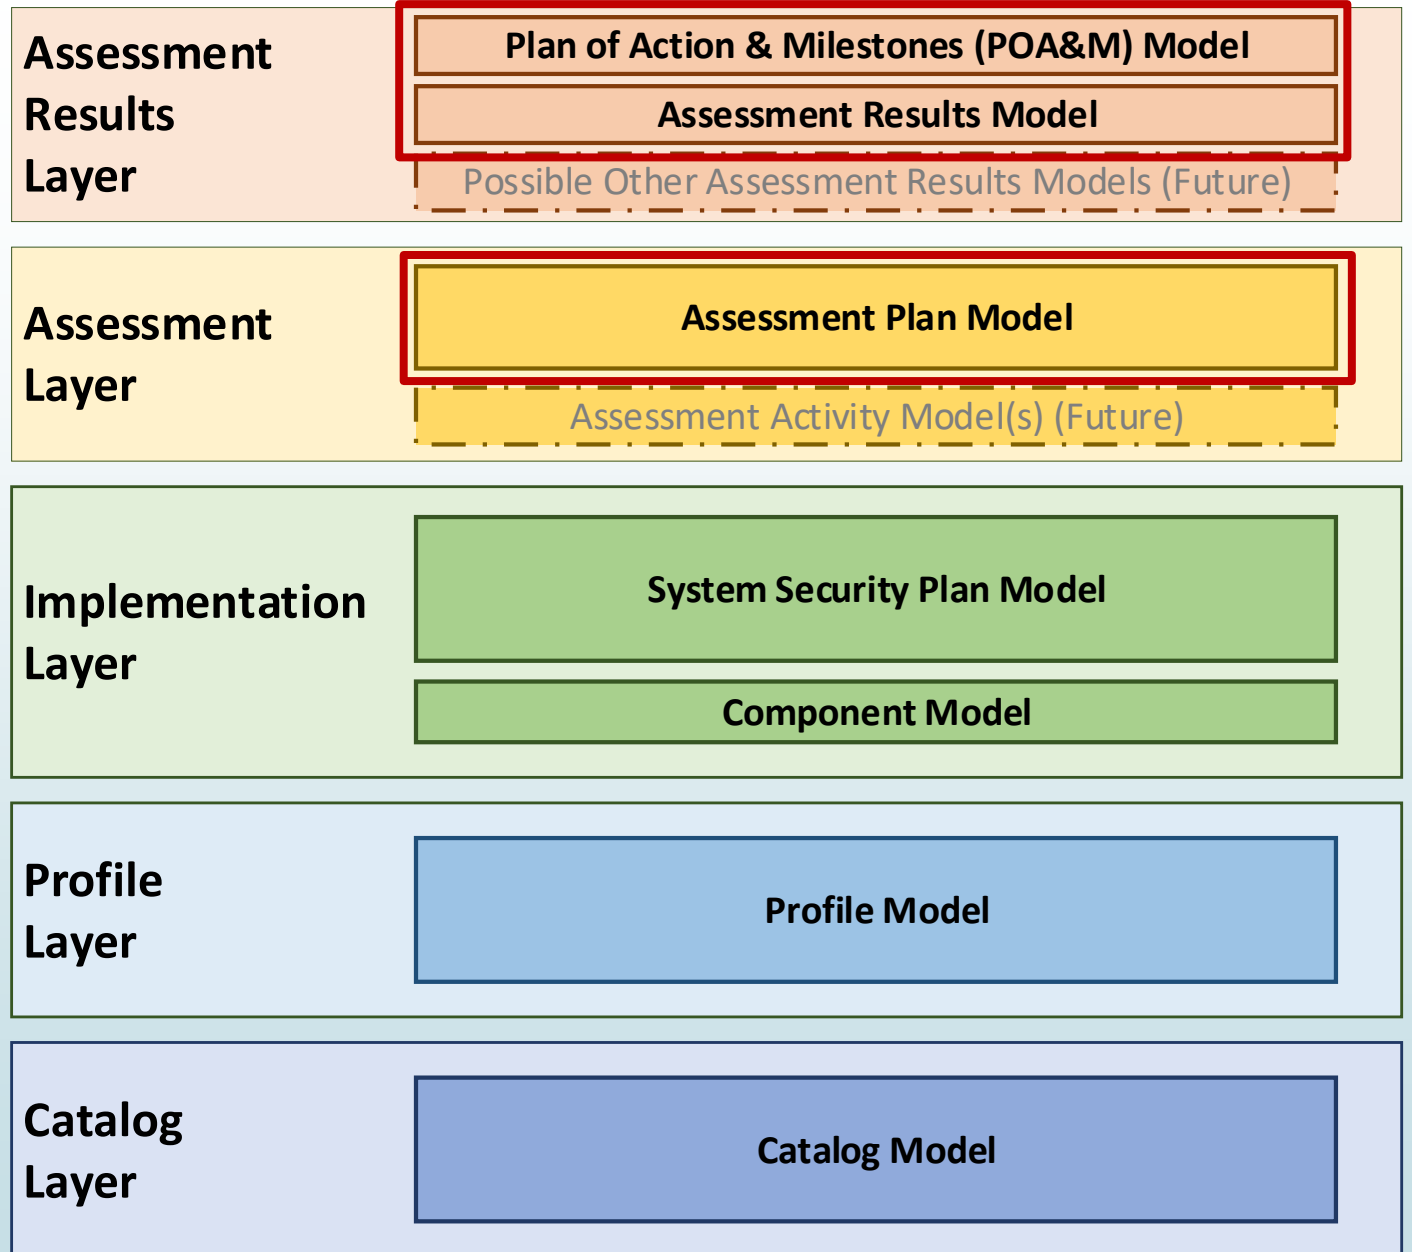 Assessment
Results
Layer
Plan of Action & Milestones (POA&M) Model
Assessment Results Model
Possible Other Assessment Results Models (Future)
Assessment
Layer
Assessment Plan Model
Assessment Activity Model(s) (Future)
Implementation
Layer
System Security Plan Model
Component Model
Profile
Layer
Profile Model
Catalog
Layer
Catalog Model